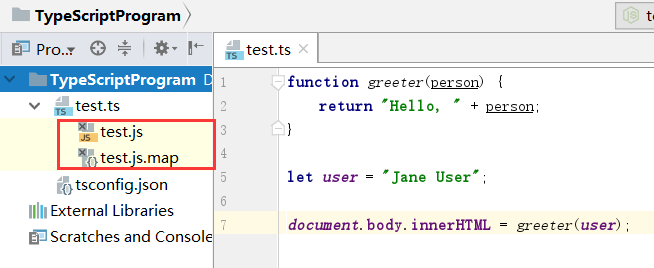 TypeScriptProgram
Pro...
test.ts
TypeScriptProgram
test.ts
test.js
test.js.map
tsconfig.json
External Libraries
Scratches and Console
1 function greeter(person) {
2 return "Hello, " + person;
3 }
4
5 let user = "Jane User";
6
7 document.body.innerHTML = greeter(user);